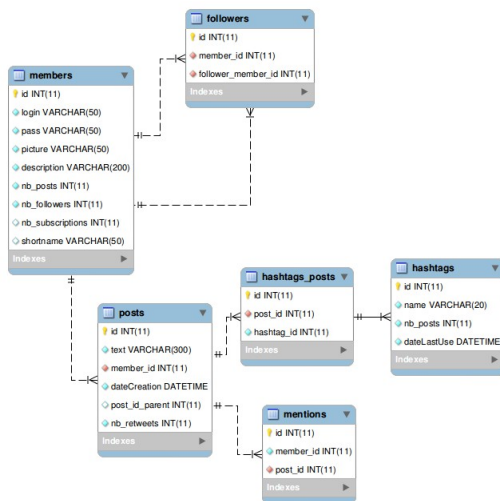 followers
id INT(11)
member_id INT(11)
follower_member_id INT(11)
Indexes
members
id INT(11)
login VARCHAR(50)
pass VARCHAR(50)
picture VARCHAR(50)
description VARCHAR(200)
nb_posts INT(11)
nb_followers INT(11)
nb_subscriptions INT(11)
shortname VARCHAR(50)
Indexes
posts
id INT(11)
text VARCHAR(300)
member_id INT(11)
dateCreation DATETIME
post_id_parent INT(11)
nb_retweets INT(11)
Indexes
hashtags_posts
id INT(11)
post_id INT(11)
hashtag_id INT(11)
Indexes
hashtags
id INT(11)
name VARCHAR(20)
nb_posts INT(11)
dateLastUse DATETIME
Indexes
mentions
id INT(11)
member_id INT(11)
post_id INT(11)
Indexes